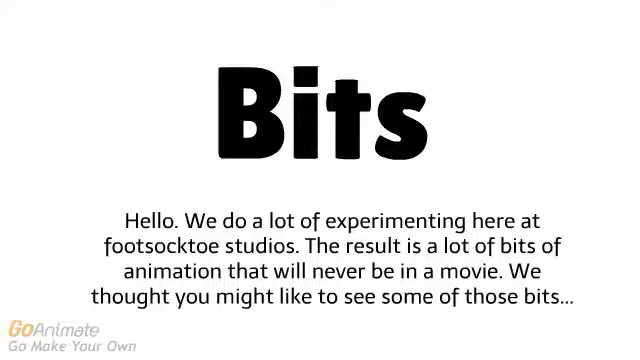 Bits
Hello. We do a lot of experimenting here at
footsocktoe studios. The result is a lot of bits of
animation that will never be in a movie. We
thought you might like to see some of those bits...
GoAnimate
Go Make Your Own